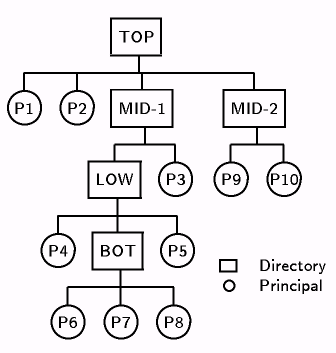 TOP
P1 P2 MID-1 MID-2
LOW P3 P9 P10
P4 BOT P5
Directory
Principal
P6 P7 P8